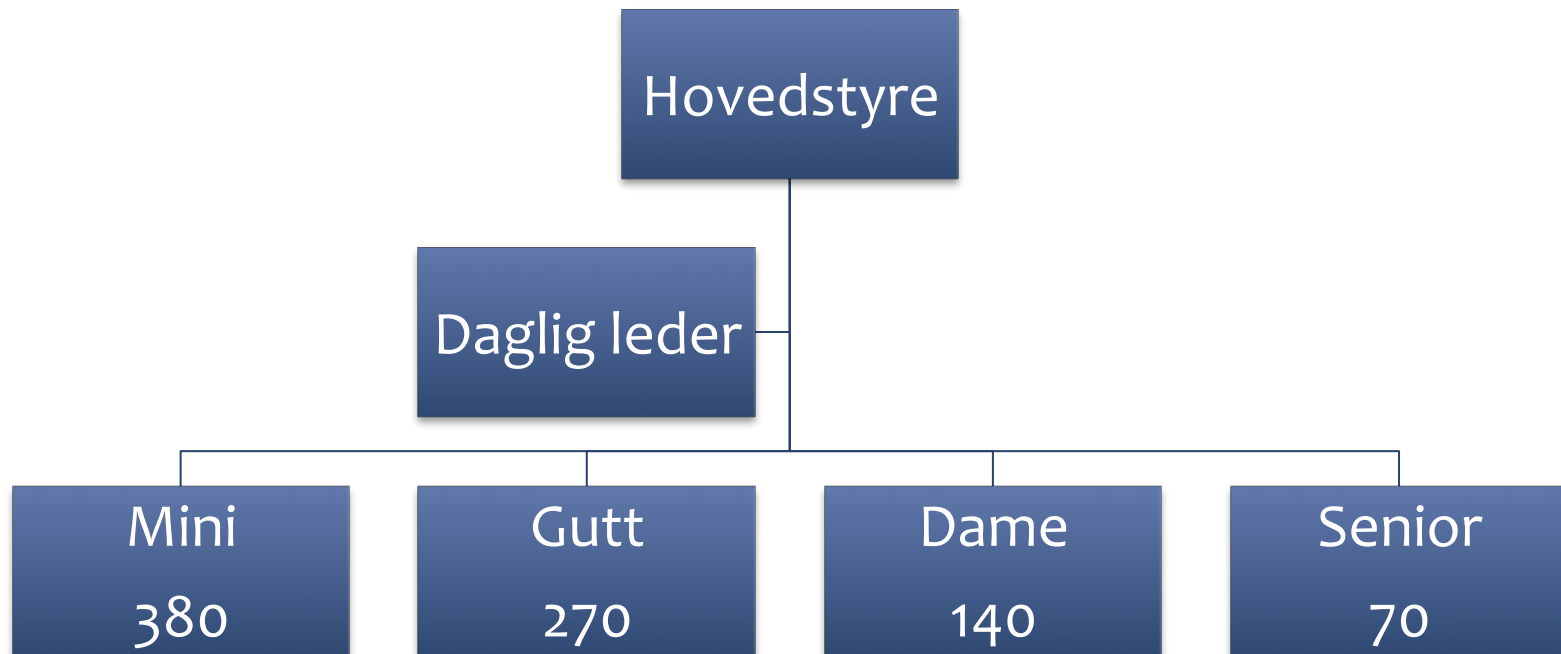 Hovedstyre
Daglig leder
Mini
380
Gutt
270
Dame
140
Senior
70